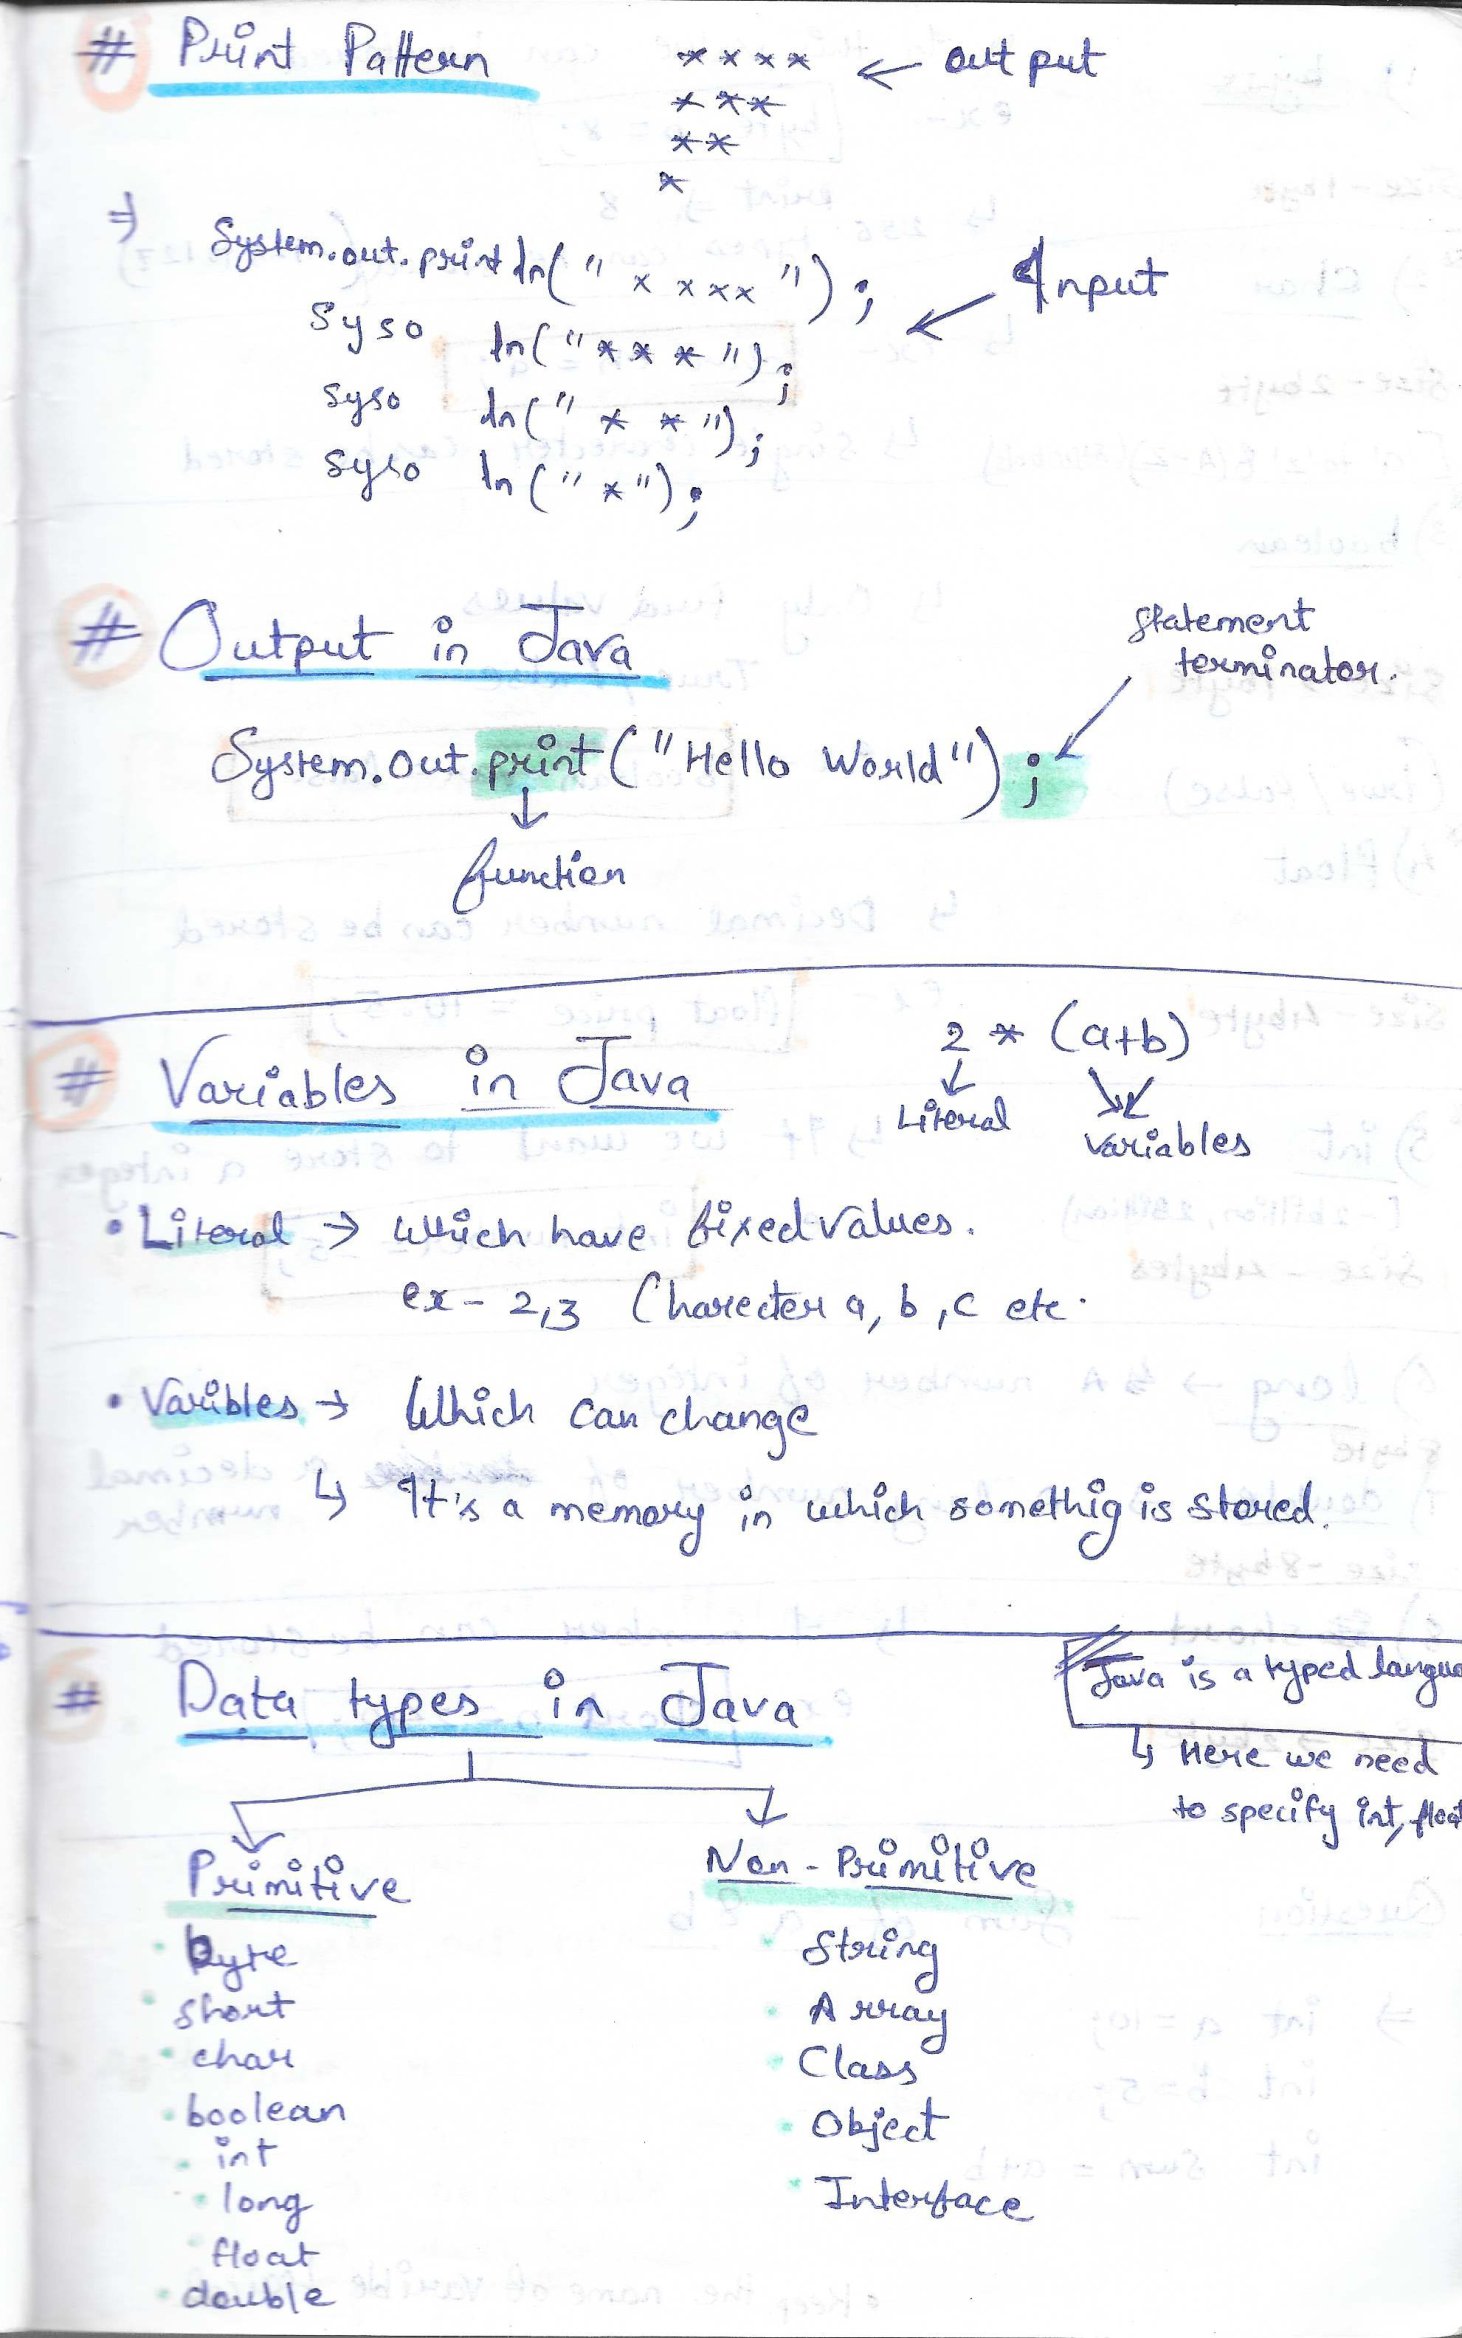 # Print Pattern
**** ← output
***
**
*
⇒ System.out.println(" x xxx ");
Syso ln("***"); ← Input
Syso ln(" * * ");
Syso ln(" * ");
# Output in Java
Statement terminator.
System.out.print("Hello World");
function
# Variables in Java
2 * (a+b)
Literal
Variables
• Literal → Which have fixed values.
ex- 2,3 Charecter a, b, c etc.
• Varibles → Which can change
↳ It's a memory in which somethig is stored.
# Data types in Java
Java is a typed langua
↳ Here we need
to specify int, float
Primitive
Non - Primitive
byte
short
char
boolean
int
long
float
double
String
Array
Class
Object
Interface